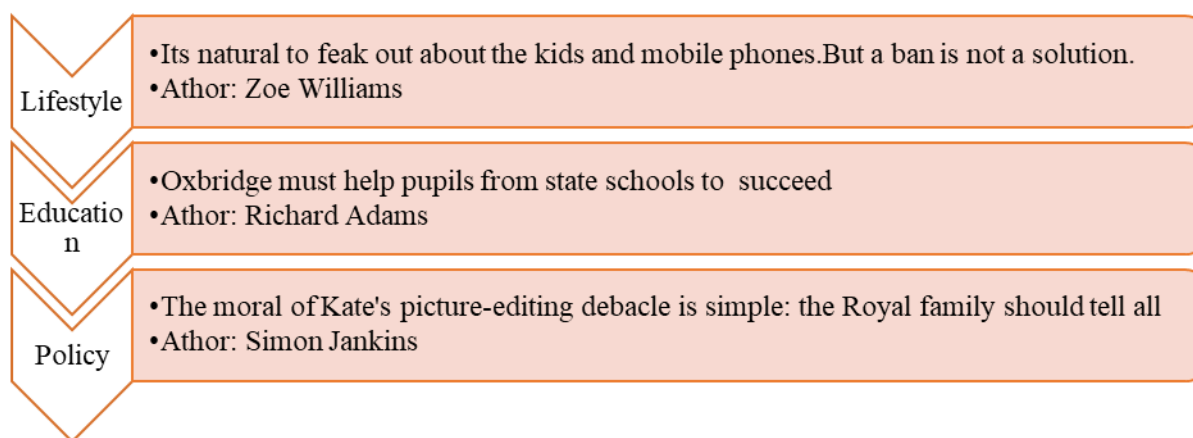 Lifestyle
•Its natural to feak out about the kids and mobile phones.But a ban is not a solution.
•Athor: Zoe Williams
Educatio
n
•Oxbridge must help pupils from state schools to succeed
•Athor: Richard Adams
Policy
•The moral of Kate's picture-editing debacle is simple: the Royal family should tell all
•Athor: Simon Jankins